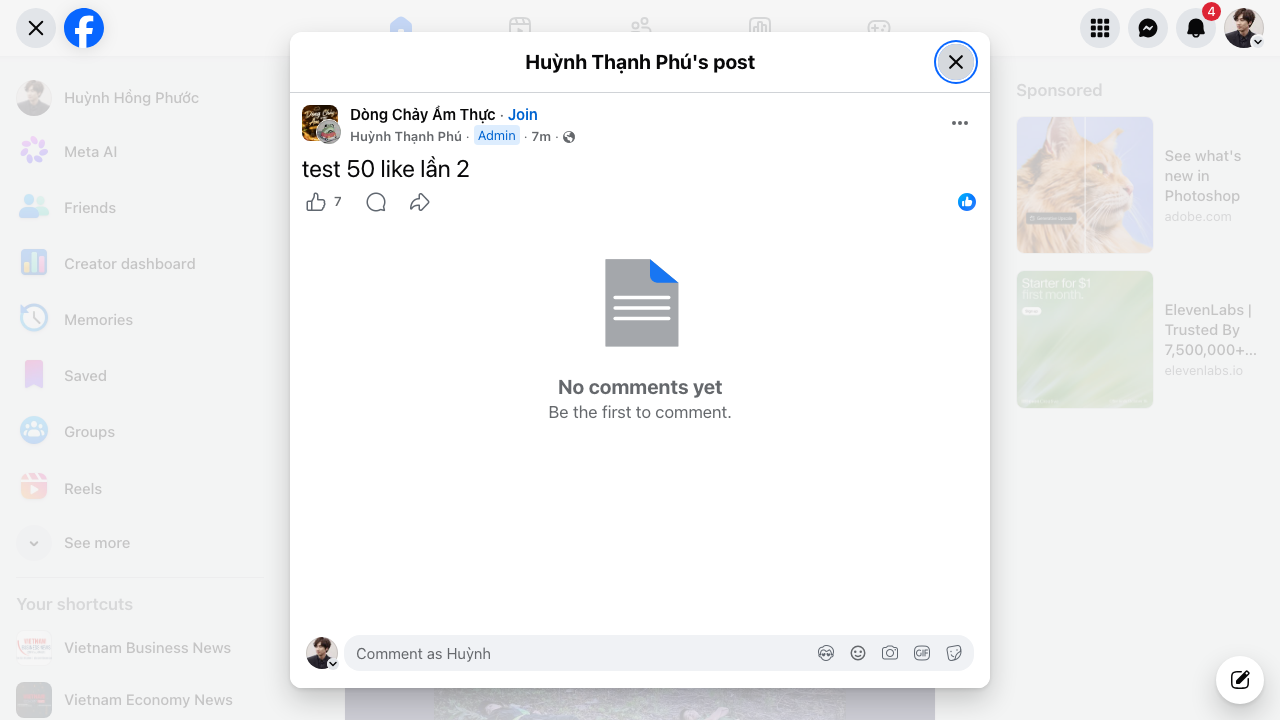 4
Huỳnh Thạnh Phú's post
Dòng Chảy Ẩm Thực · Join
Huỳnh Thạnh Phú · Admin · 7m ·
test 50 like lần 2
7
No comments yet
Be the first to comment.
Comment as Huỳnh
GIF
Huỳnh Hồng Phước
Meta AI
Friends
Creator dashboard
Memories
Saved
Groups
Reels
See more
Your shortcuts
Vietnam Business News
Vietnam Economy News
Sponsored
See what's
new in
Photoshop
adobe.com
Starter for $1
first month.
ElevenLabs |
Trusted By
7,500,000+...
elevenlabs.io